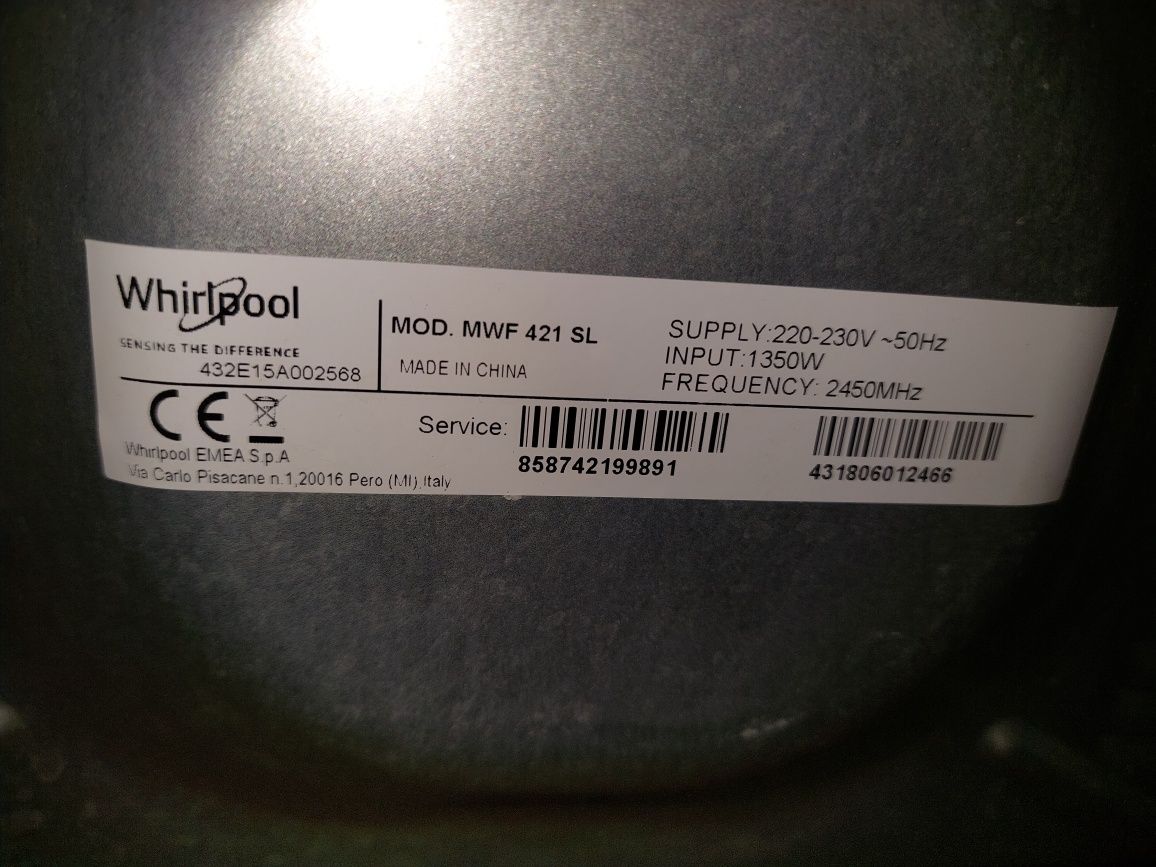 Whirlpool
SENSING THE DIFFERENCE
432E15A002568
MOD. MWF 421 SL
MADE IN CHINA
SUPPLY:220-230V ~50Hz
INPUT:1350W
FREQUENCY: 2450MHz
CE
Whirlpool EMEA S.p.A
Via Carlo Pisacane n.1,20016 Pero (MI),Italy
Service:
858742199891
431806012466